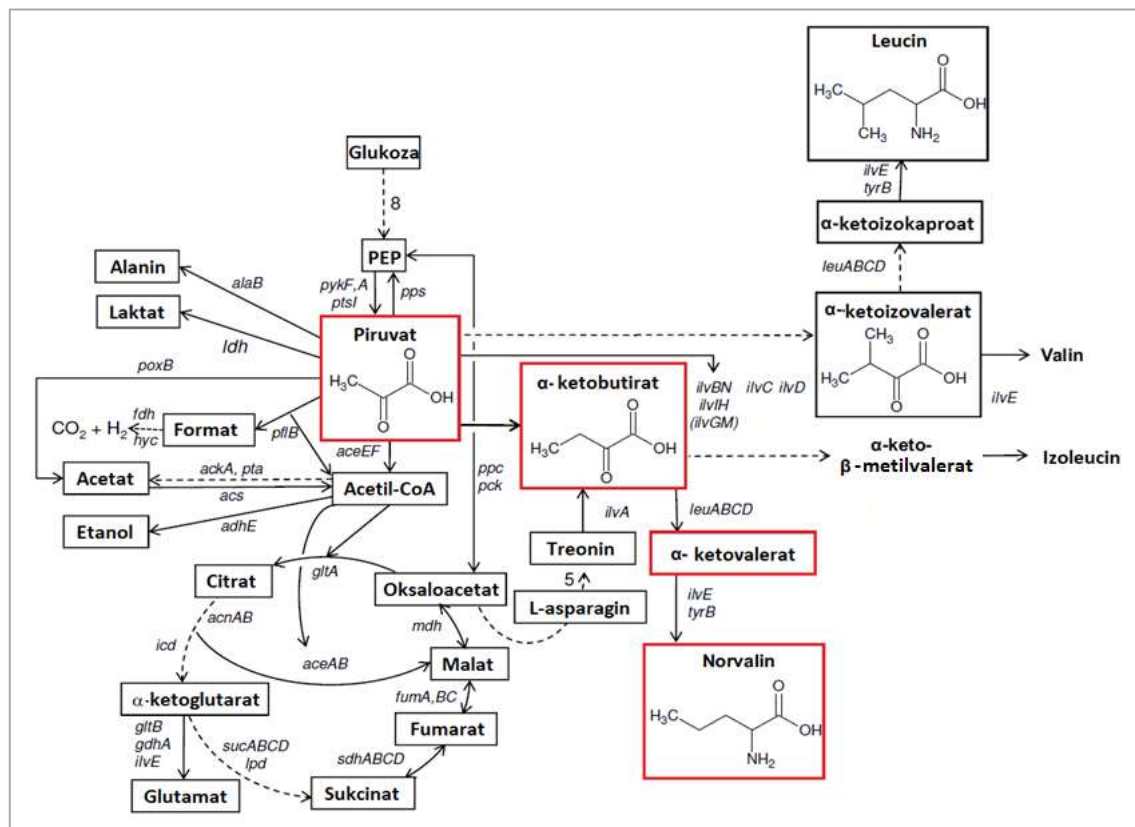 Leucin
O
H₃C
OH
CH₃
NH₂
ilvE
tyrB
α-ketoizokaproat
leuABCD
α-ketoizovalerat
CH₃
O
H₃C
OH
O
Valin
ilvE
α-keto-
β-metilvalerat
Izoleucin
Glukoza
8
PEP
pykF,A
ptsI
pps
Alanin
alaB
Laktat
ldh
Piruvat
O
H₃C
OH
O
ilvBN
ilvC
ilvD
ilvIH
(ilvGM)
α- ketobutirat
O
H₃C
OH
O
poxB
fdh
CO₂ + H₂
hyc
Format
pflB
aceEF
ackA, pta
Acetat
acs
Acetil-CoA
Etanol
adhE
ppc
pck
ilvA
leuABCD
Treonin
α- ketovalerat
5
L-asparagin
ilvE
tyrB
Citrat
gltA
Oksaloacetat
acnAB
mdh
icd
aceAB
Malat
α-ketoglutarat
fumA,BC
gltB
gdhA
ilvE
sucABCD
lpd
Fumarat
sdhABCD
Glutamat
Sukcinat
Norvalin
O
H₃C
OH
NH₂